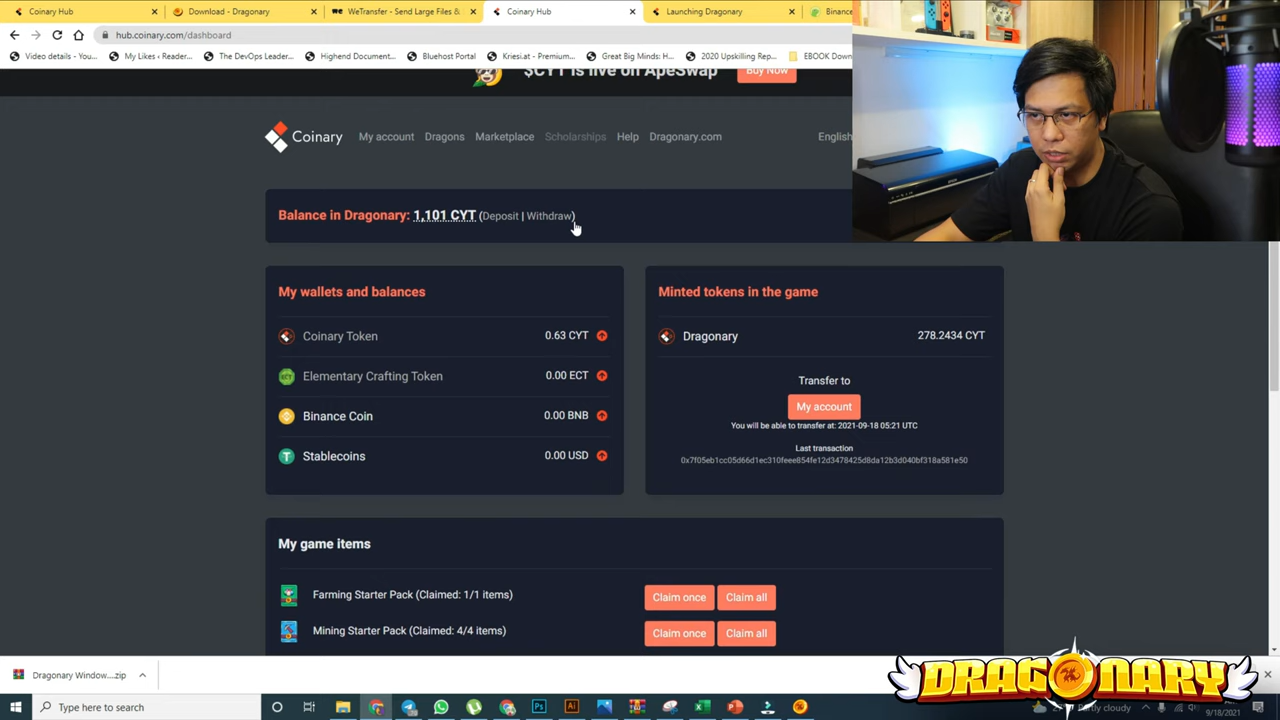 Coinary Hub
Download - Dragonary
WeTransfer - Send Large Files &
Coinary Hub
Launching Dragonary
Binanc
hub.coinary.com/dashboard
Video details - You...
My Likes ‹ Reader...
The DevOps Leader...
Highend Document...
Bluehost Portal
Kriesi.at - Premium...
Great Big Minds: H...
2020 Upskilling Rep...
EBOOK Down
$CYT is live on ApeSwap
Buy Now
Coinary
My account
Dragons
Marketplace
Scholarships
Help
Dragonary.com
English
Balance in Dragonary: 1,101 CYT (Deposit | Withdraw)
My wallets and balances
Coinary Token 0.63 CYT
Elementary Crafting Token 0.00 ECT
Binance Coin 0.00 BNB
Stablecoins 0.00 USD
Minted tokens in the game
Dragonary 278.2434 CYT
Transfer to
My account
You will be able to transfer at: 2021-09-18 05:21 UTC
Last transaction
0x7f05eb1cc05d66d1ec310feee854fe12d3478425d8da12b3d040bf318a581e50
My game items
Farming Starter Pack (Claimed: 1/1 items)
Claim once
Claim all
Mining Starter Pack (Claimed: 4/4 items)
Claim once
Claim all
Dragonary Window....zip
DRAGONARY
Type here to search
cloudy
9/18/2021